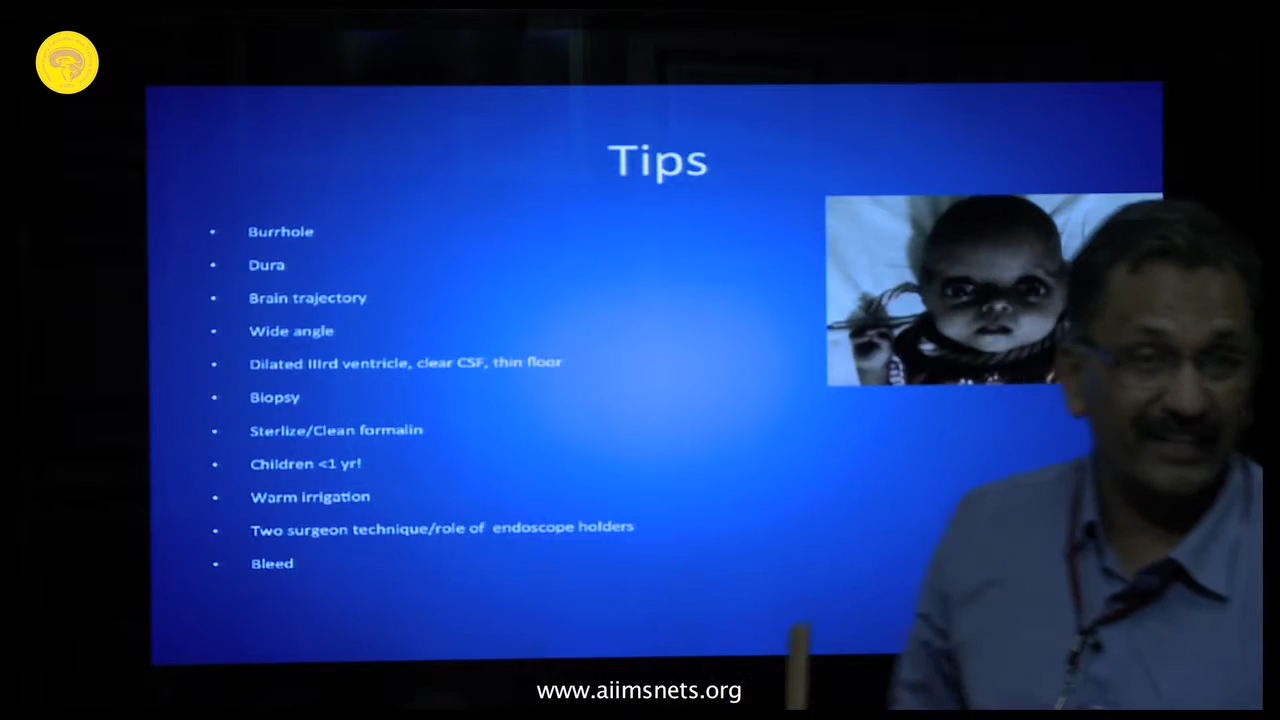 Tips
• Burrhole
• Dura
• Brain trajectory
• Wide angle
• Dilated IIIrd ventricle, clear CSF, thin floor
• Biopsy
• Sterlize/Clean formalin
• Children <1 yr!
• Warm irrigation
• Two surgeon technique/role of endoscope holders
• Bleed
www.aiimsnets.org